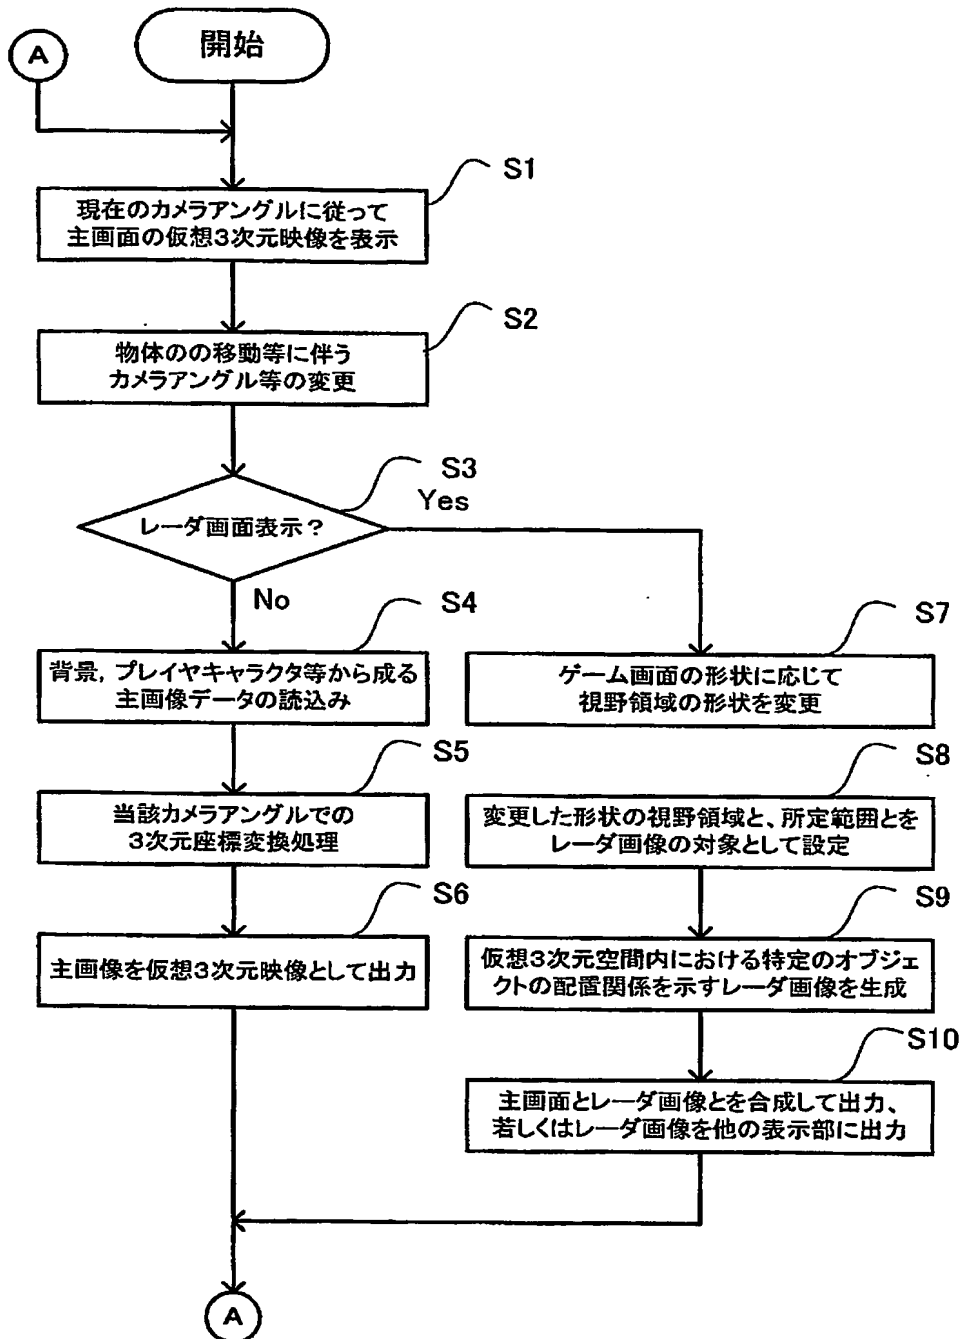 A
開始
S1
現在のカメラアングルに従って
主画面の仮想3次元映像を表示
S2
物体のの移動等に伴う
カメラアングル等の変更
S3
レーダ画面表示?
Yes
No
S4
背景，プレイヤキャラクタ等から成る
主画像データの読込み
S5
当該カメラアングルでの
3次元座標変換処理
S6
主画像を仮想3次元映像として出力
S7
ゲーム画面の形状に応じて
視野領域の形状を変更
S8
変更した形状の視野領域と、所定範囲とを
レーダ画像の対象として設定
S9
仮想3次元空間内における特定のオブジェ
クトの配置関係を示すレーダ画像を生成
S10
主画面とレーダ画像とを合成して出力、
若しくはレーダ画像を他の表示部に出力
A